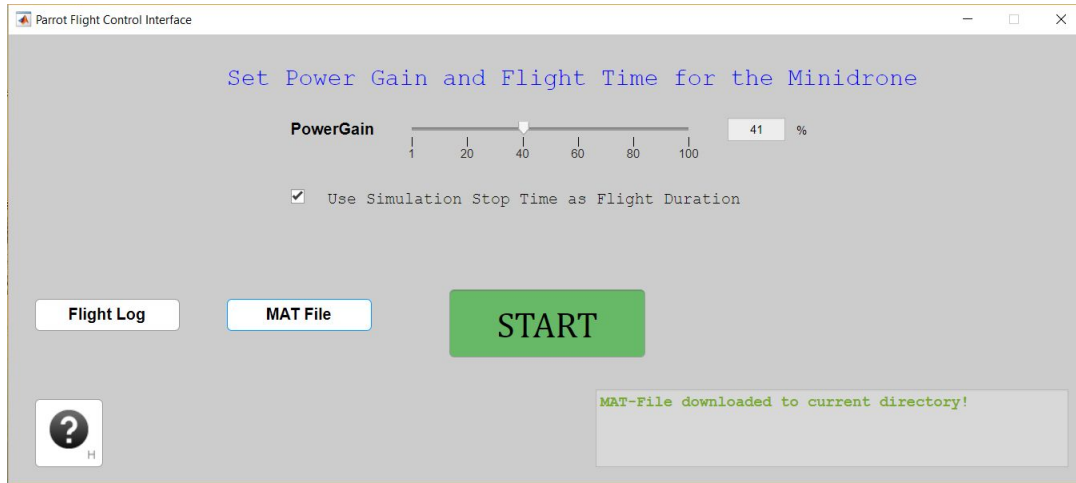 Parrot Flight Control Interface
Set Power Gain and Flight Time for the Minidrone
PowerGain
41 %
1 20 40 60 80 100
Use Simulation Stop Time as Flight Duration
Flight Log
MAT File
START
MAT-File downloaded to current directory!
?
H